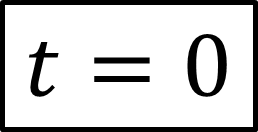 t = 0